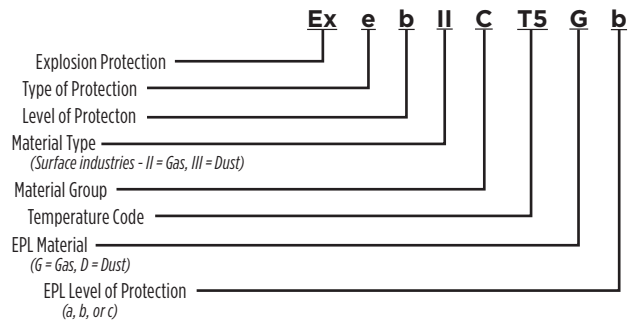 Ex e b II C T5 G b
Explosion Protection
Type of Protection
Level of Protecton
Material Type
(Surface industries - II = Gas, III = Dust)
Material Group
Temperature Code
EPL Material
(G = Gas, D = Dust)
EPL Level of Protection
(a, b, or c)